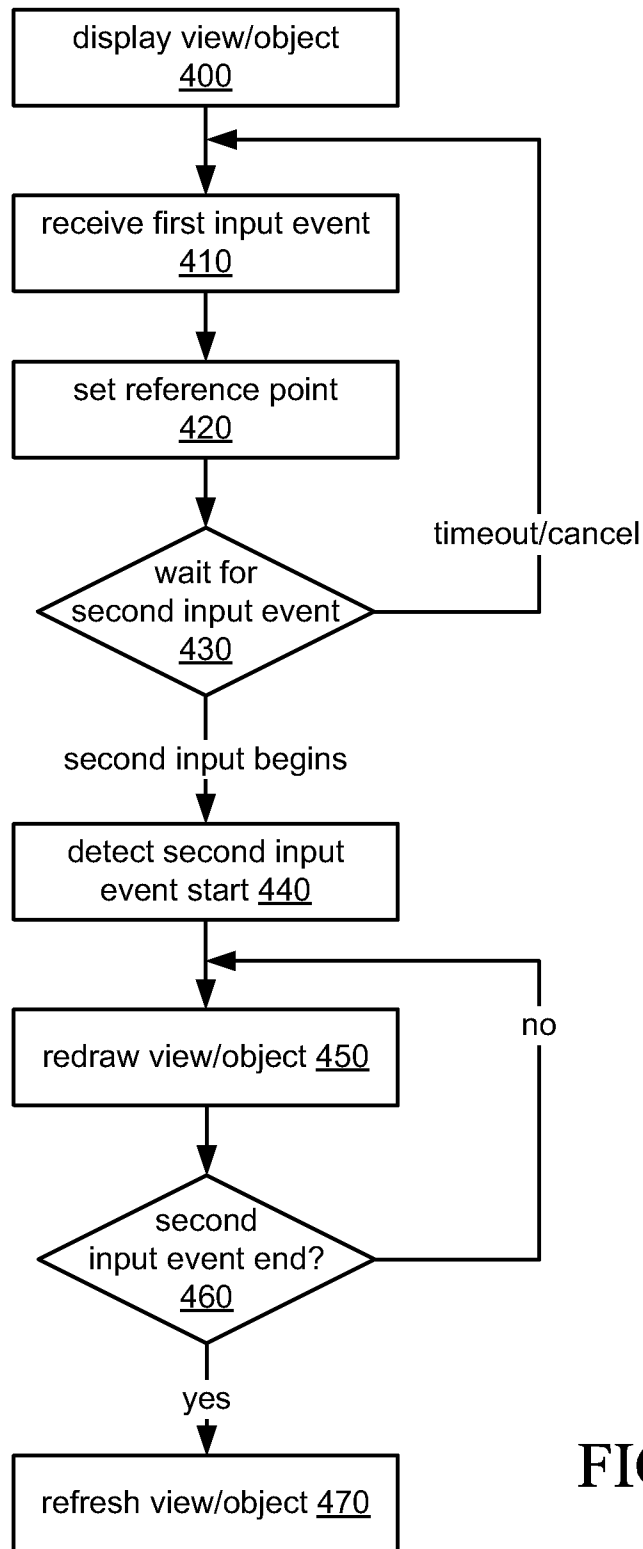 display view/object
400
receive first input event
410
set reference point
420
timeout/cancel
wait for
second input event
430
second input begins
detect second input
event start 440
no
redraw view/object 450
second
input event end?
460
yes
refresh view/object 470